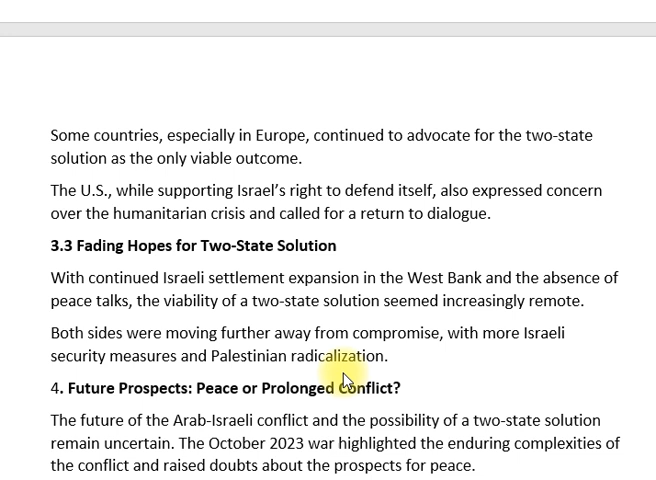 Some countries, especially in Europe, continued to advocate for the two-state
solution as the only viable outcome.
The U.S., while supporting Israel’s right to defend itself, also expressed concern
over the humanitarian crisis and called for a return to dialogue.
3.3 Fading Hopes for Two-State Solution
With continued Israeli settlement expansion in the West Bank and the absence of
peace talks, the viability of a two-state solution seemed increasingly remote.
Both sides were moving further away from compromise, with more Israeli
security measures and Palestinian radicalization.
4. Future Prospects: Peace or Prolonged Conflict?
The future of the Arab-Israeli conflict and the possibility of a two-state solution
remain uncertain. The October 2023 war highlighted the enduring complexities of
the conflict and raised doubts about the prospects for peace.